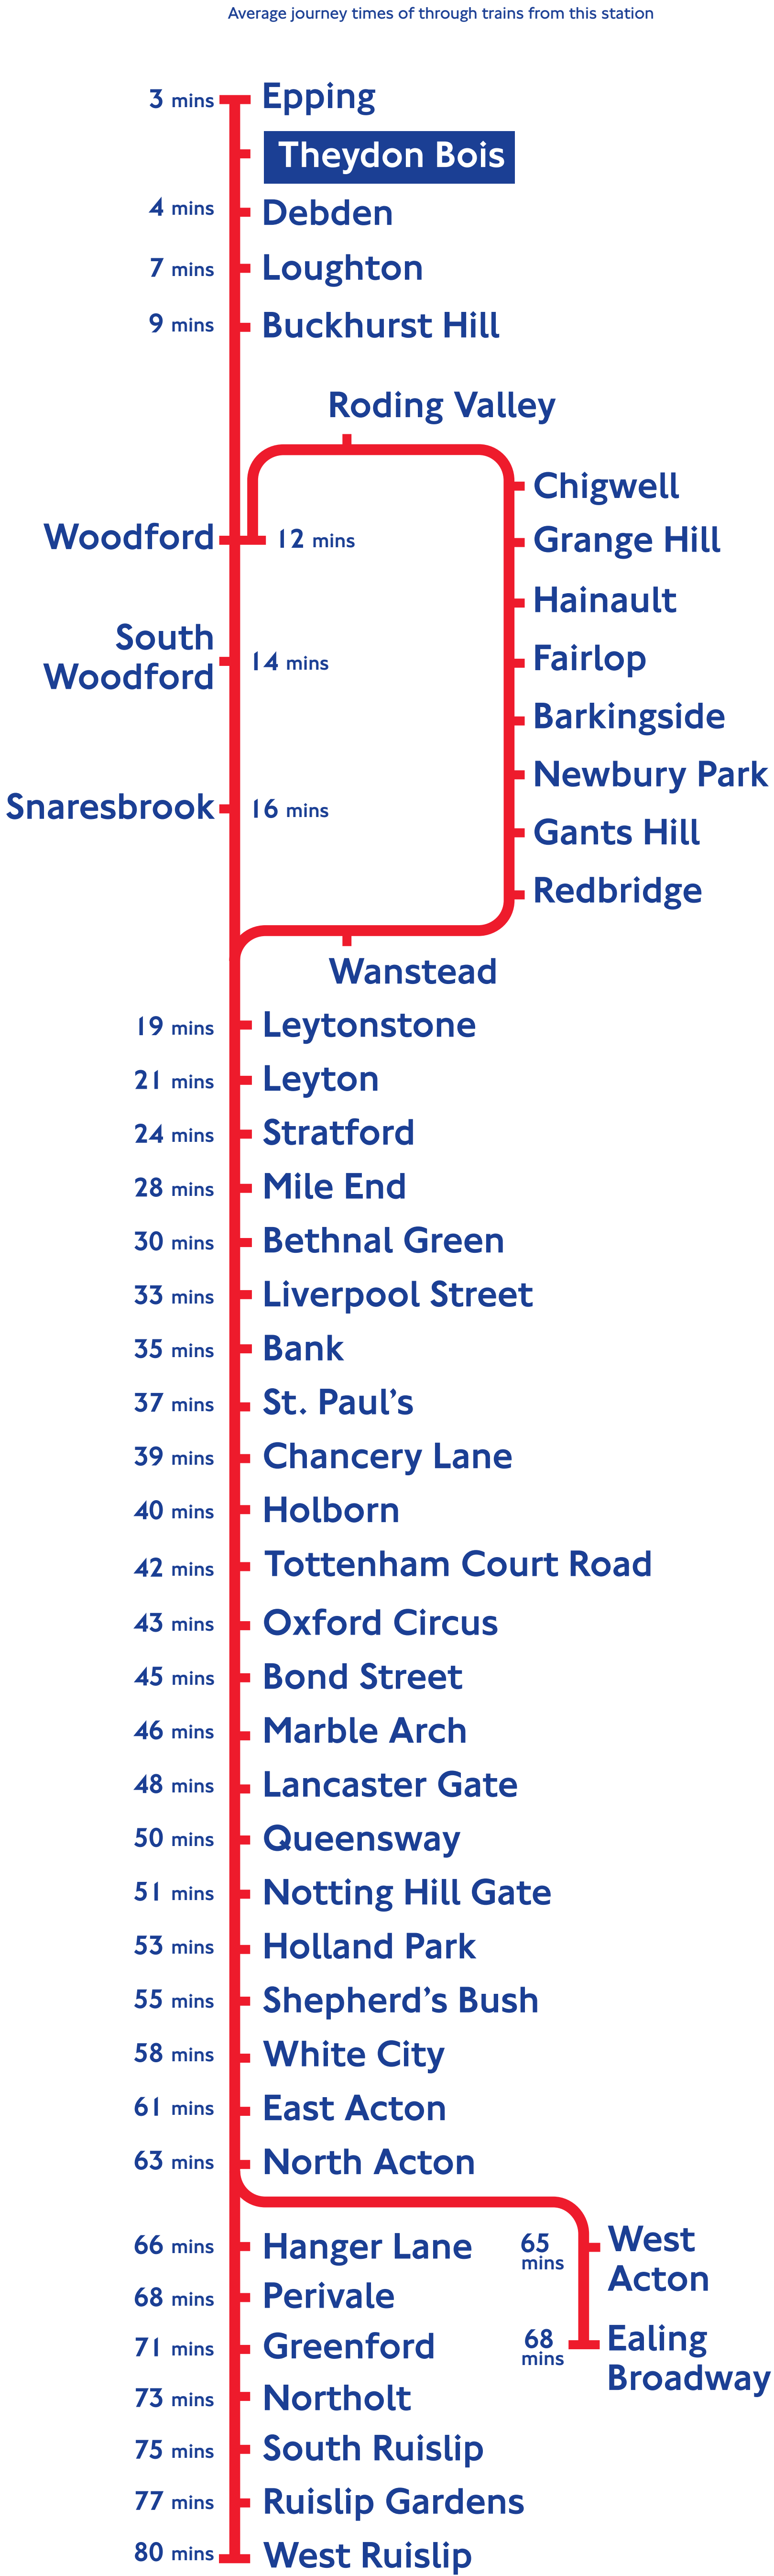 Average journey times of through trains from this station
3 mins Epping
Theydon Bois
4 mins Debden
7 mins Loughton
9 mins Buckhurst Hill
Roding Valley
Chigwell
Woodford 12 mins Grange Hill
Hainault
South
Woodford
14 mins Fairlop
Barkingside
Newbury Park
Snaresbrook 16 mins
Gants Hill
Redbridge
Wanstead
19 mins Leytonstone
21 mins Leyton
24 mins Stratford
28 mins Mile End
30 mins Bethnal Green
33 mins Liverpool Street
35 mins Bank
37 mins St. Paul’s
39 mins Chancery Lane
40 mins Holborn
42 mins Tottenham Court Road
43 mins Oxford Circus
45 mins Bond Street
46 mins Marble Arch
48 mins Lancaster Gate
50 mins Queensway
51 mins Notting Hill Gate
53 mins Holland Park
55 mins Shepherd’s Bush
58 mins White City
61 mins East Acton
63 mins North Acton
66 mins Hanger Lane
65
mins
West
Acton
68 mins Perivale
71 mins Greenford
68
mins
Ealing
Broadway
73 mins Northolt
75 mins South Ruislip
77 mins Ruislip Gardens
80 mins West Ruislip